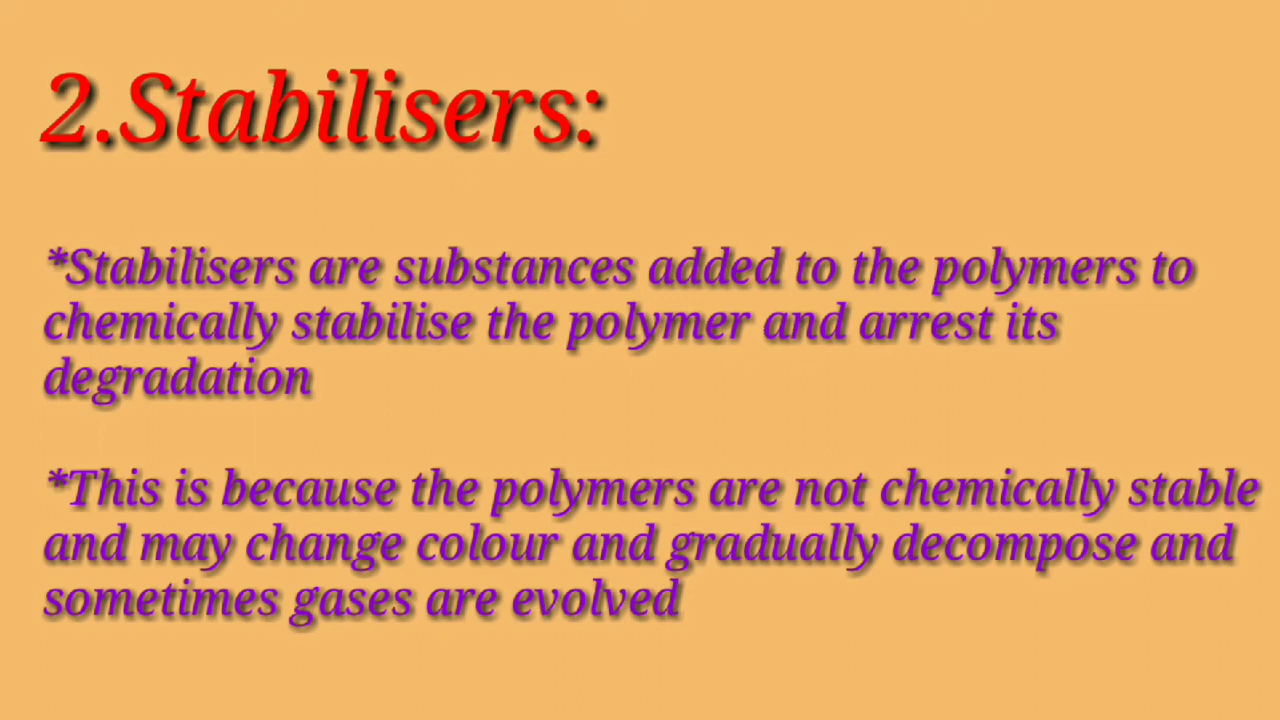 2.Stabilisers:
*Stabilisers are substances added to the polymers to
chemically stabilise the polymer and arrest its
degradation
*This is because the polymers are not chemically stable
and may change colour and gradually decompose and
sometimes gases are evolved